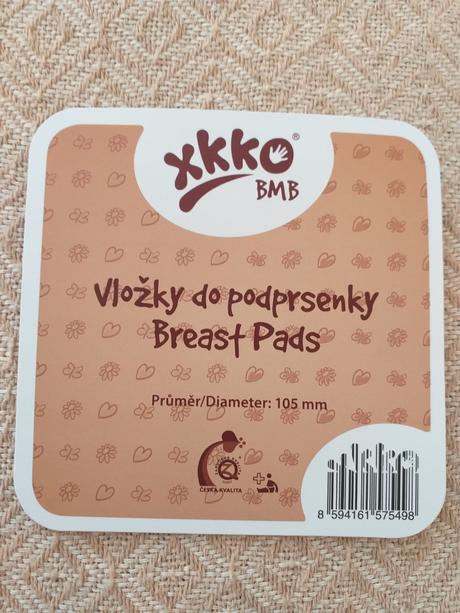 xkko®
BMB
Vložky do podprsenky
Breast Pads
Průměr/Diameter: 105 mm
ČESKÁ KVALITA
8 594161 575498